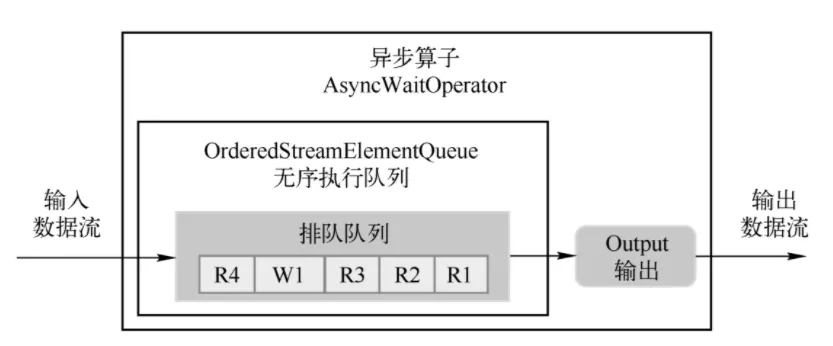 异步算子
AsyncWaitOperator
OrderedStreamElementQueue
无序执行队列
输入
数据流
排队队列
R4 W1 R3 R2 R1
Output
输出
输出
数据流